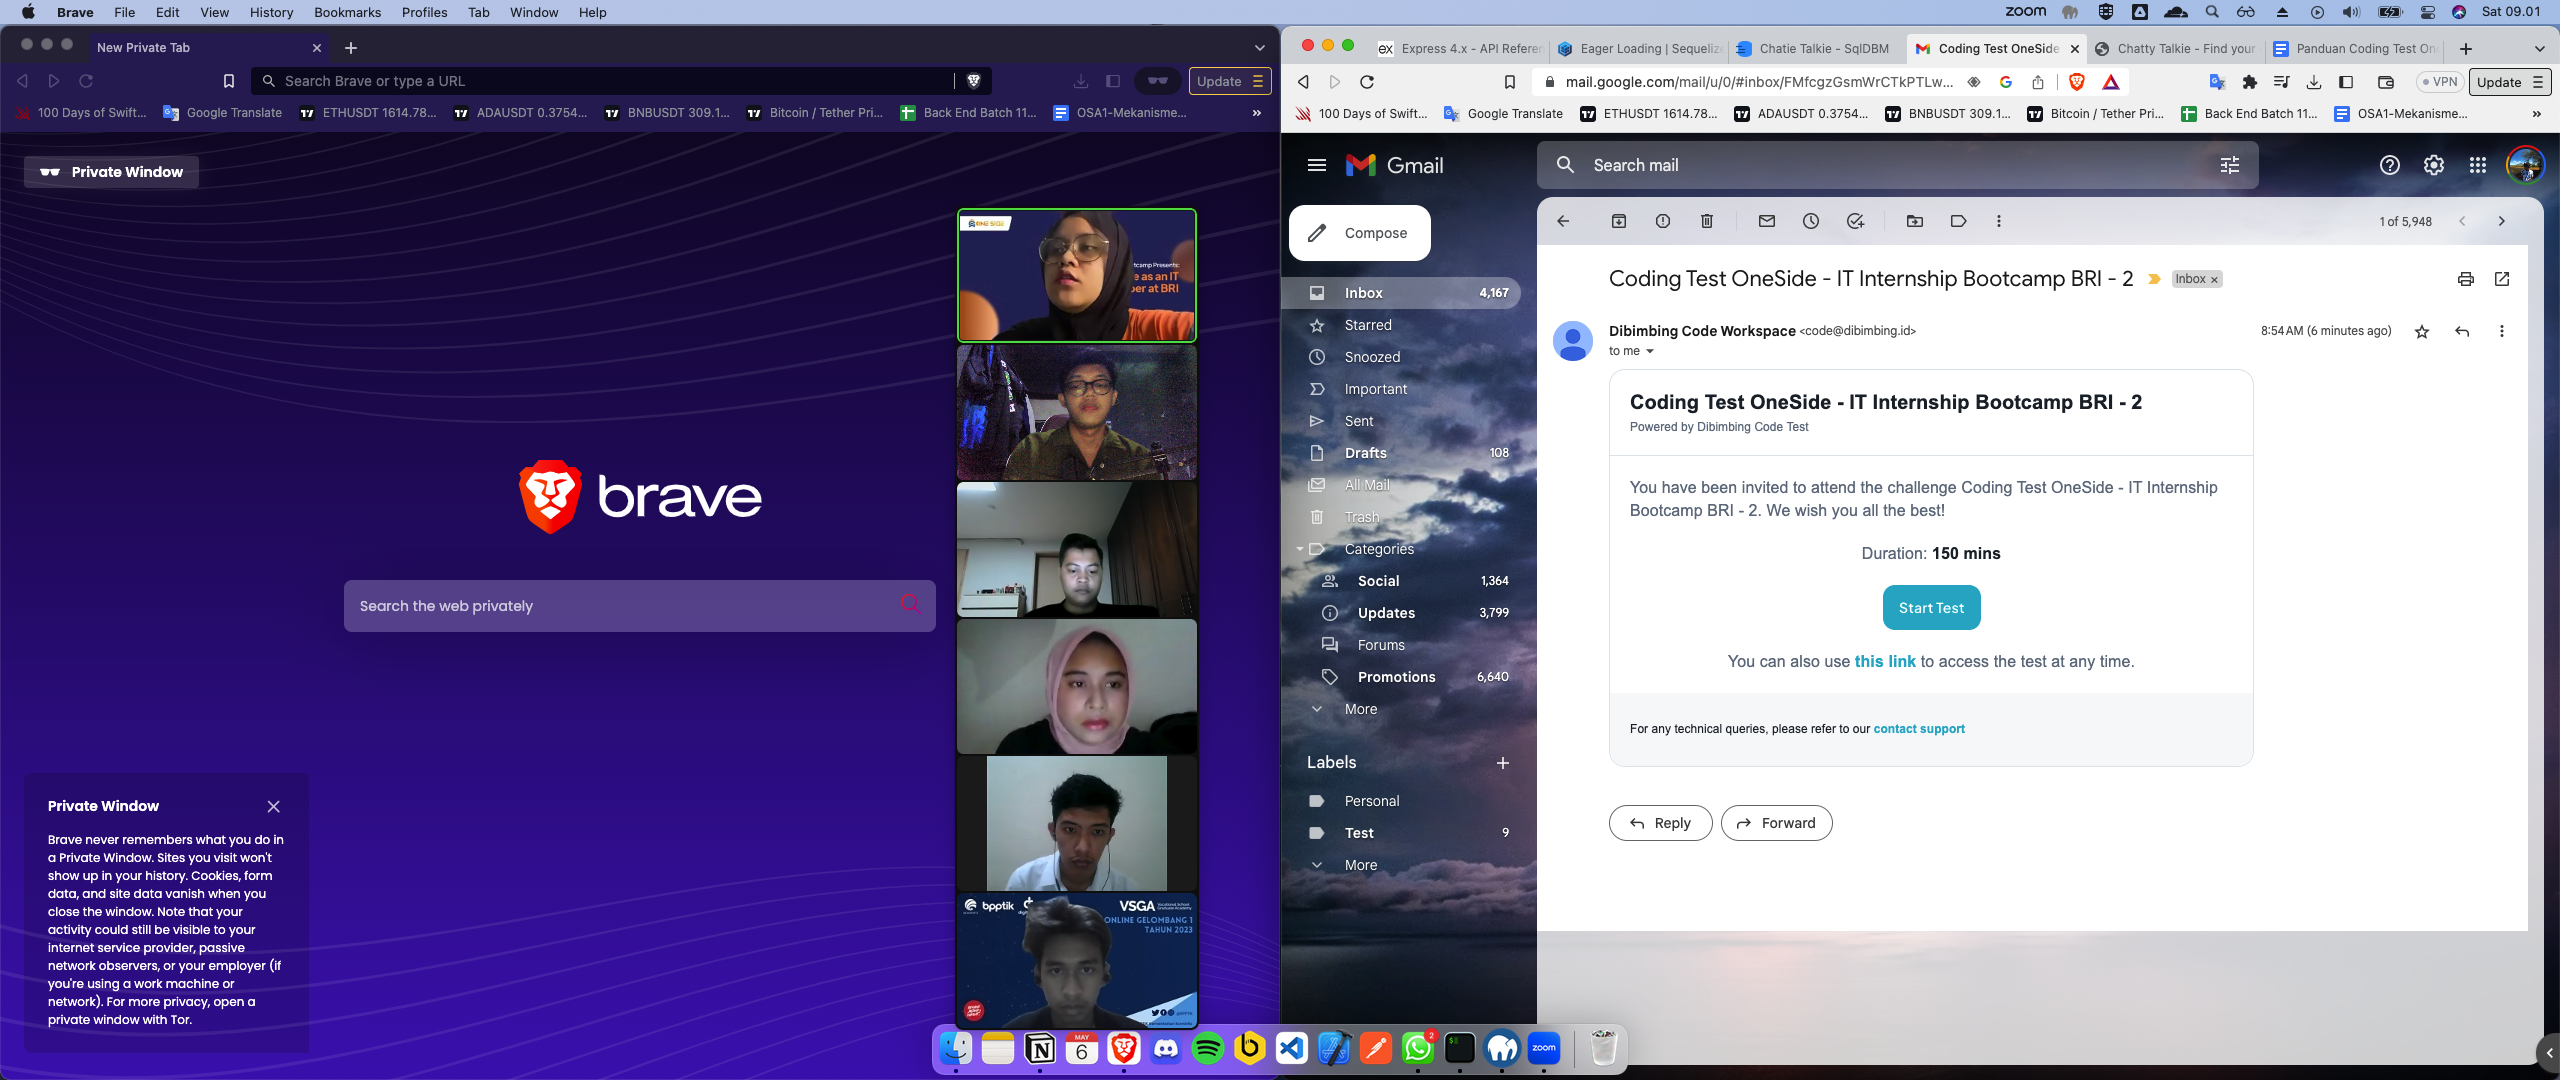 Brave File Edit View History Bookmarks Profiles Tab Window Help
zoom Sat 09.01
New Private Tab
Search Brave or type a URL
Update
100 Days of Swift... Google Translate ETHUSDT 1614.78... ADAUSDT 0.3754... BNBUSDT 309.1... Bitcoin / Tether Pri... Back End Batch 11... OSA1-Mekanisme... »
Private Window
brave
Search the web privately
Private Window
Brave never remembers what you do in
a Private Window. Sites you visit won't
show up in your history. Cookies, form
data, and site data vanish when you
close the window. Note that your
activity could still be visible to your
internet service provider, passive
network observers, or your employer (if
you're using a work machine or
network). For more privacy, open a
private window with Tor.
ONE SIDE
tcamp Presents:
e as an IT
per at BRI
bpptik
VSGA
ONLINE GELOMBANG 1
TAHUN 2023
Express 4.x - API Referen
Eager Loading | Sequelize
Chatie Talkie - SqlDBM
Coding Test OneSide
Chatty Talkie - Find your
Panduan Coding Test On
mail.google.com/mail/u/0/#inbox/FMfcgzGsmWrCTkPTLw...
VPN
Update
100 Days of Swift... Google Translate ETHUSDT 1614.78... ADAUSDT 0.3754... BNBUSDT 309.1... Bitcoin / Tether Pri... Back End Batch 11... OSA1-Mekanisme... »
Gmail
Search mail
Compose
Inbox 4,167
Starred
Snoozed
Important
Sent
Drafts 108
All Mail
Trash
Categories
Social 1,364
Updates 3,799
Forums
Promotions 6,640
More
Labels
Personal
Test 9
More
1 of 5,948
Coding Test OneSide - IT Internship Bootcamp BRI - 2
Inbox ×
Dibimbing Code Workspace <code@dibimbing.id>
8:54 AM (6 minutes ago)
to me
Coding Test OneSide - IT Internship Bootcamp BRI - 2
Powered by Dibimbing Code Test
You have been invited to attend the challenge Coding Test OneSide - IT Internship
Bootcamp BRI - 2. We wish you all the best!
Duration: 150 mins
Start Test
You can also use this link to access the test at any time.
For any technical queries, please refer to our contact support
Reply
Forward
MAY
6
2
zoom